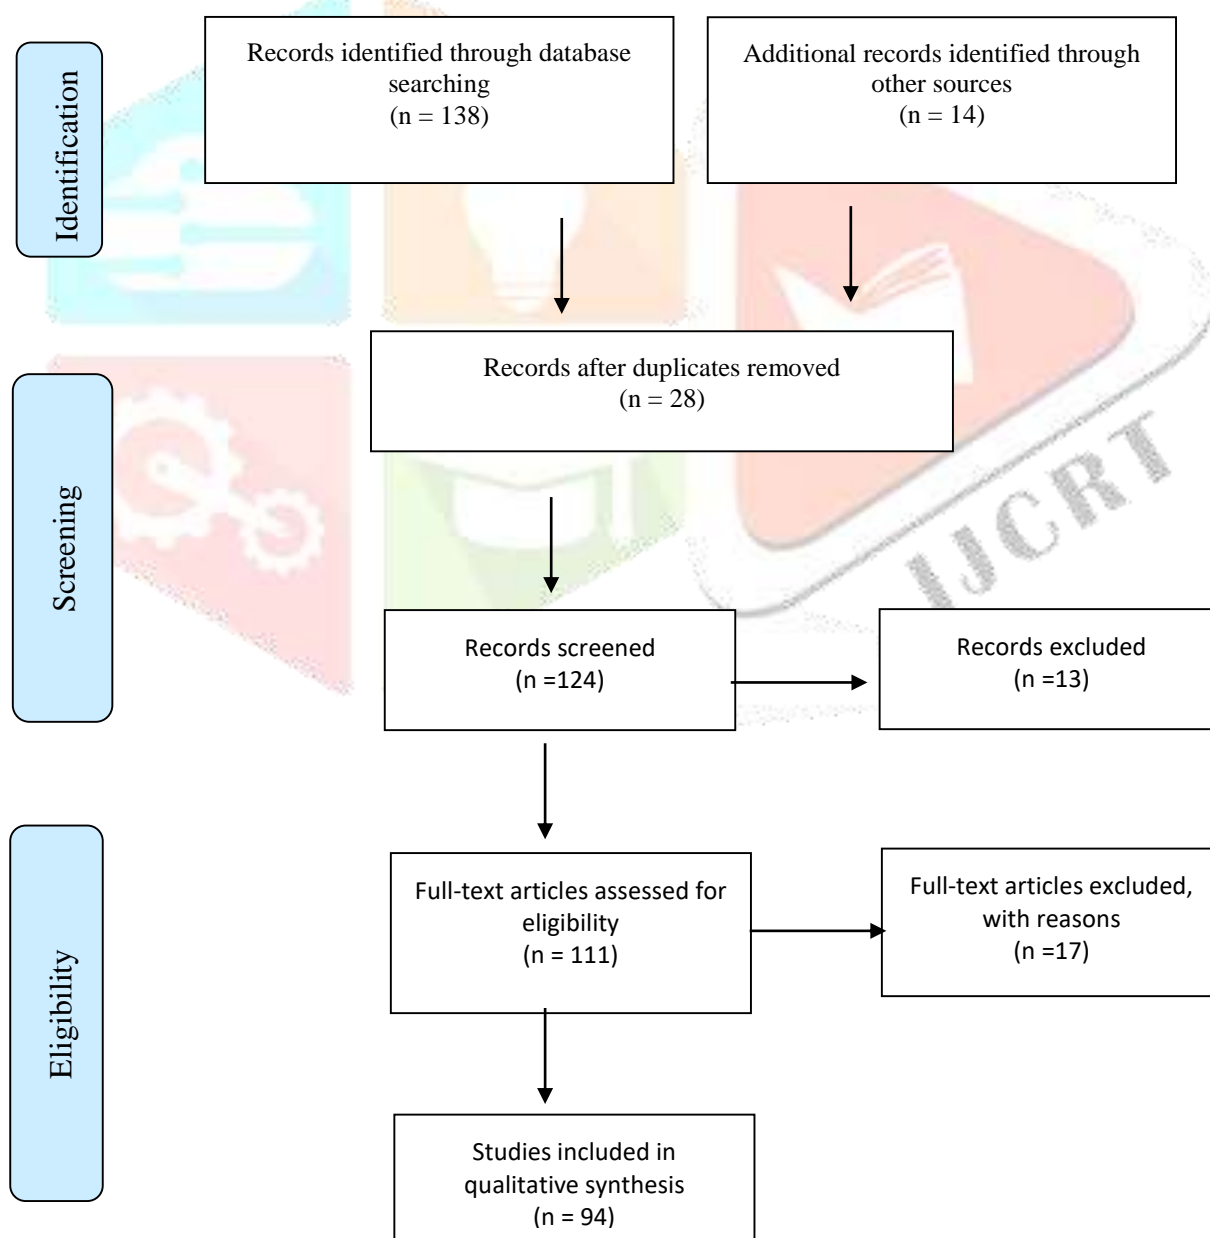 Identification
Records identified through database
searching
(n = 138)
Additional records identified through
other sources
(n = 14)
Records after duplicates removed
(n = 28)
Screening
IJCRT
Records screened
(n =124)
Records excluded
(n =13)
Eligibility
Full-text articles assessed for
eligibility
(n = 111)
Full-text articles excluded,
with reasons
(n =17)
Studies included in
qualitative synthesis
(n = 94)